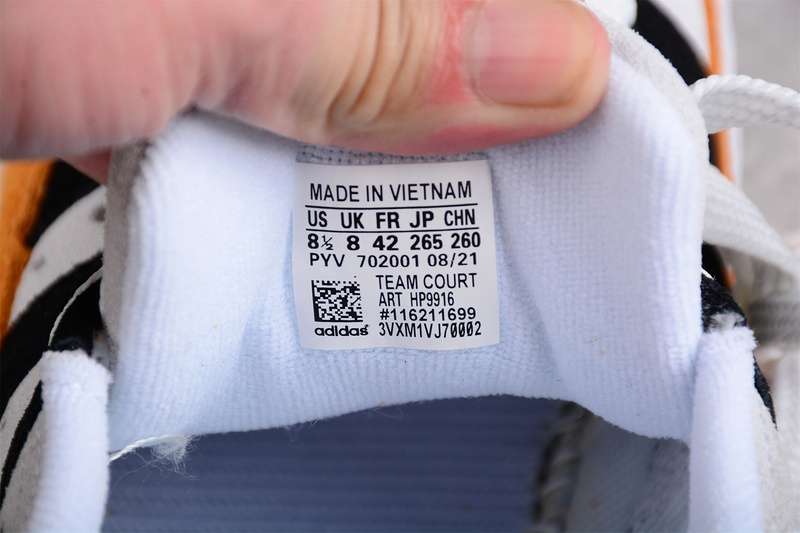 MADE IN VIETNAM
US UK FR JP CHN
8½ 8 42 265 260
PYV 702001 08/21
TEAM COURT
ART HP9916
#116211699
adidas 3VXM1VJ70002